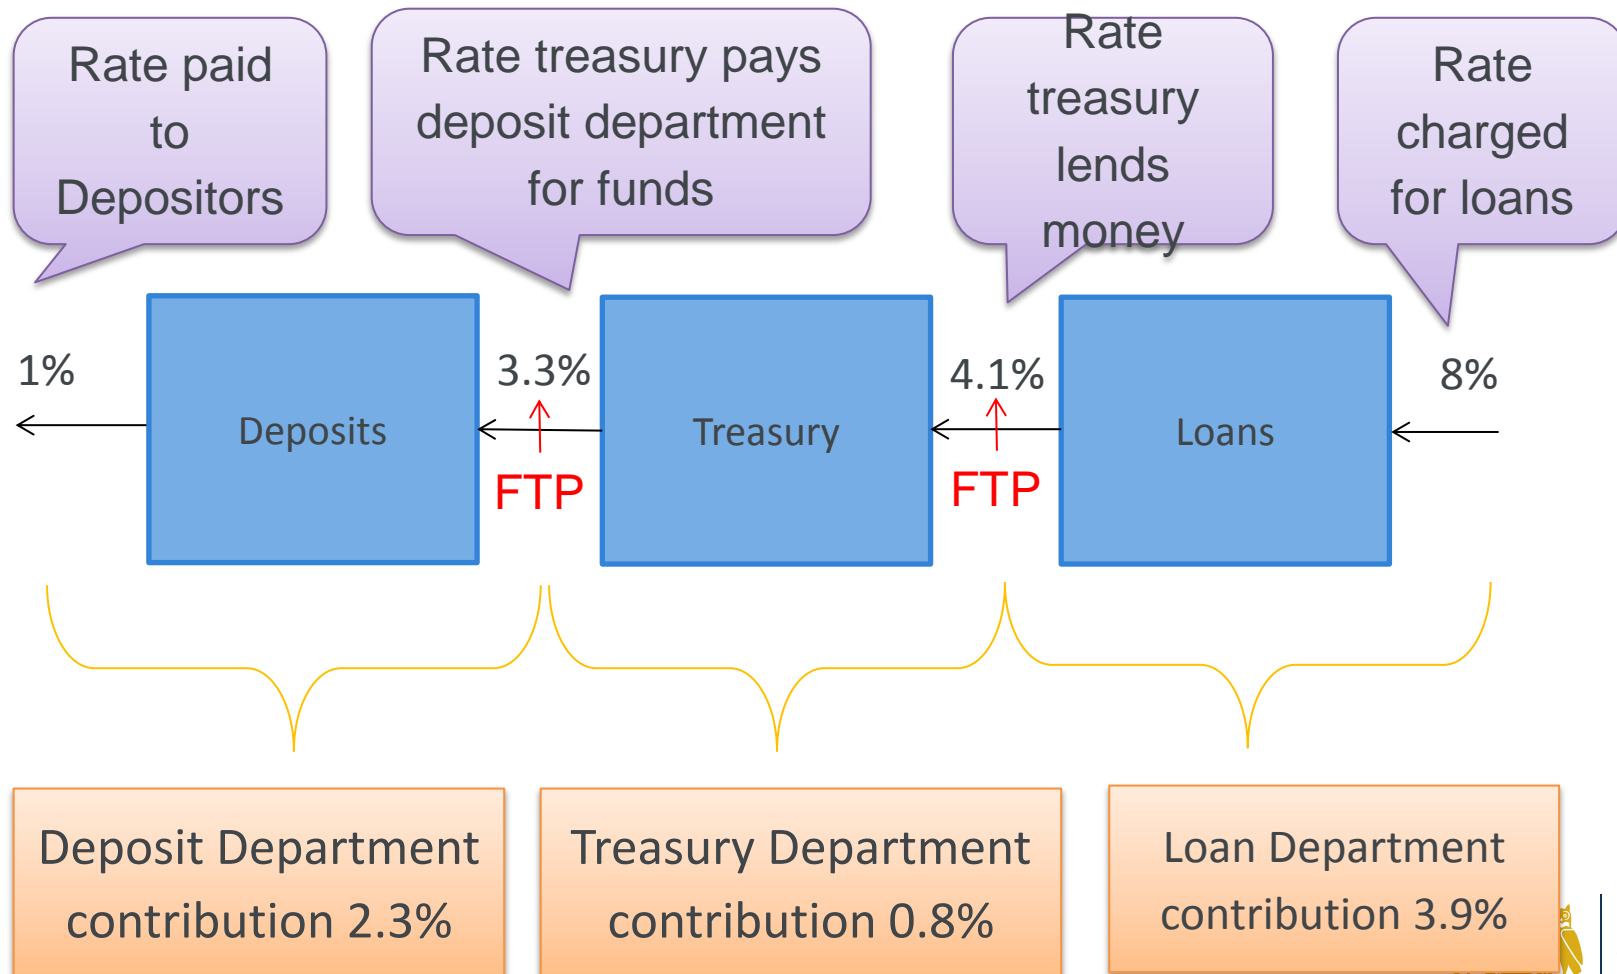 Rate paid
to
Depositors
Rate treasury pays
deposit department
for funds
Rate
treasury
lends
money
Rate
charged
for loans
1%
3.3%
4.1%
8%
Deposits
Treasury
Loans
FTP
FTP
Deposit Department
contribution 2.3%
Treasury Department
contribution 0.8%
Loan Department
contribution 3.9%